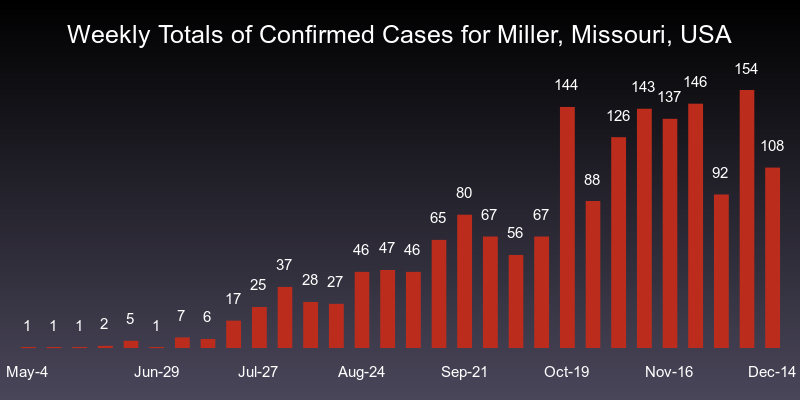 Weekly Totals of Confirmed Cases for Miller, Missouri, USA
1 1 1 2 5 1 7 6 17 25 37 28 27 46 47 46 65 80 67 56 67 144 88 126 143 137 146 92 154 108
May-4 Jun-29 Jul-27 Aug-24 Sep-21 Oct-19 Nov-16 Dec-14